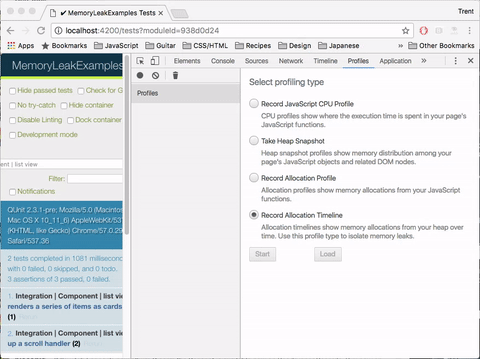 ✔ MemoryLeakExamples Tests
Trent
localhost:4200/tests?moduleId=938d0d24
Apps Bookmarks JavaScript Guitar CSS/HTML Recipes Design Japanese » Other Bookmarks
MemoryLeakExamples
Hide passed tests Check for G
No try-catch Hide container
Disable Linting Dock container
Development mode
ent | list view
Filter:
Notifications
QUnit 2.3.1-pre; Mozilla/5.0 (Macintos
Mac OS X 10_11_6) AppleWebKit/53
(KHTML, like Gecko) Chrome/57.0.29
Safari/537.36
2 tests completed in 1081 millisecond
with 0 failed, 0 skipped, and 0 todo.
3 assertions of 3 passed, 0 failed.
1. Integration | Component | list view
renders a series of items as cards
(1)
2. Integration | Component | list view
up a scroll handler (2)
Elements Console Sources Network Timeline Profiles Application »
Profiles
Select profiling type
Record JavaScript CPU Profile
CPU profiles show where the execution time is spent in your page's
JavaScript functions.
Take Heap Snapshot
Heap snapshot profiles show memory distribution among your
page's JavaScript objects and related DOM nodes.
Record Allocation Profile
Allocation profiles show memory allocations from your JavaScript
functions.
Record Allocation Timeline
Allocation timelines show memory allocations from your heap over
time. Use this profile type to isolate memory leaks.
Start Load